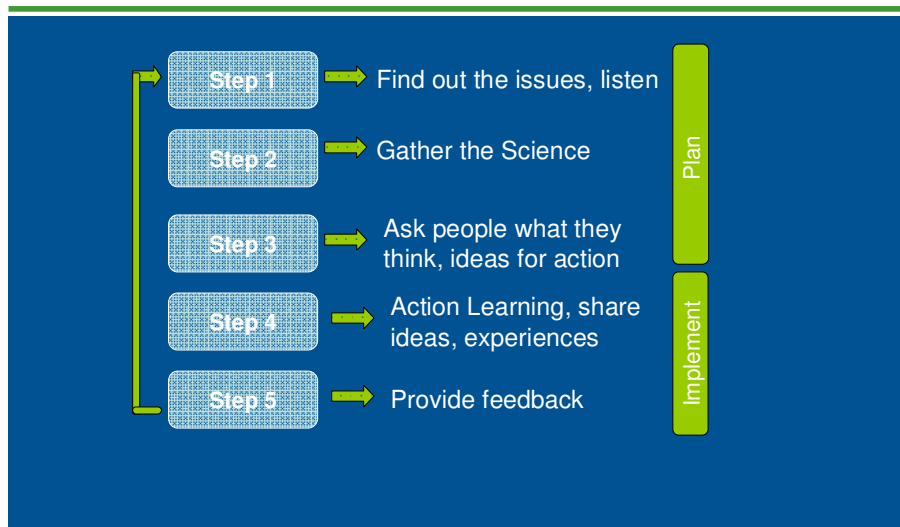 Step 1
Find out the issues, listen
Step 2
Gather the Science
Step 3
Ask people what they
think, ideas for action
Plan
Step 4
Action Learning, share
ideas, experiences
Step 5
Provide feedback
Implement